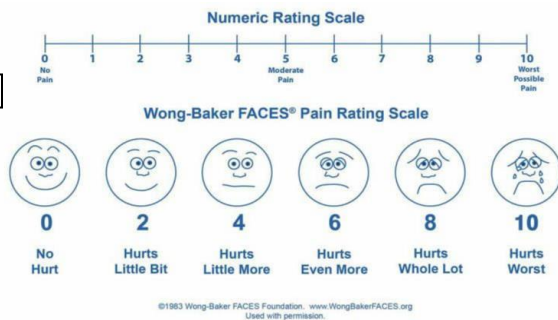 Numeric Rating Scale
0 1 2 3 4 5 6 7 8 9 10
No Pain
Moderate Pain
Worst Possible Pain
Wong-Baker FACES® Pain Rating Scale
0 2 4 6 8 10
No Hurts Hurts Hurts Hurts Hurts
Hurt Little Bit Little More Even More Whole Lot Worst
©1983 Wong-Baker FACES Foundation. www.WongBakerFACES.org
Used with permission.